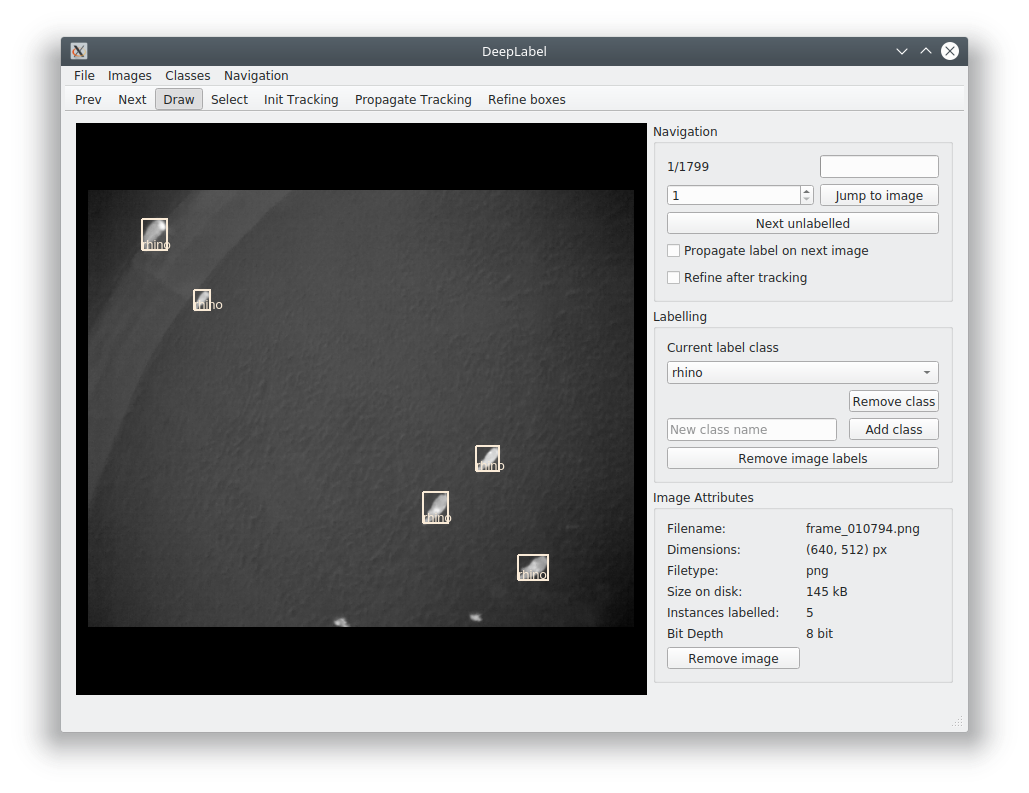 DeepLabel
File Images Classes Navigation
Prev Next Draw Select Init Tracking Propagate Tracking Refine boxes
rhino
rhino
rhino
rhino
rhino
Navigation
1/1799
1 Jump to image
Next unlabelled
Propagate label on next image
Refine after tracking
Labelling
Current label class
rhino
Remove class
New class name Add class
Remove image labels
Image Attributes
Filename: frame_010794.png
Dimensions: (640, 512) px
Filetype: png
Size on disk: 145 kB
Instances labelled: 5
Bit Depth 8 bit
Remove image